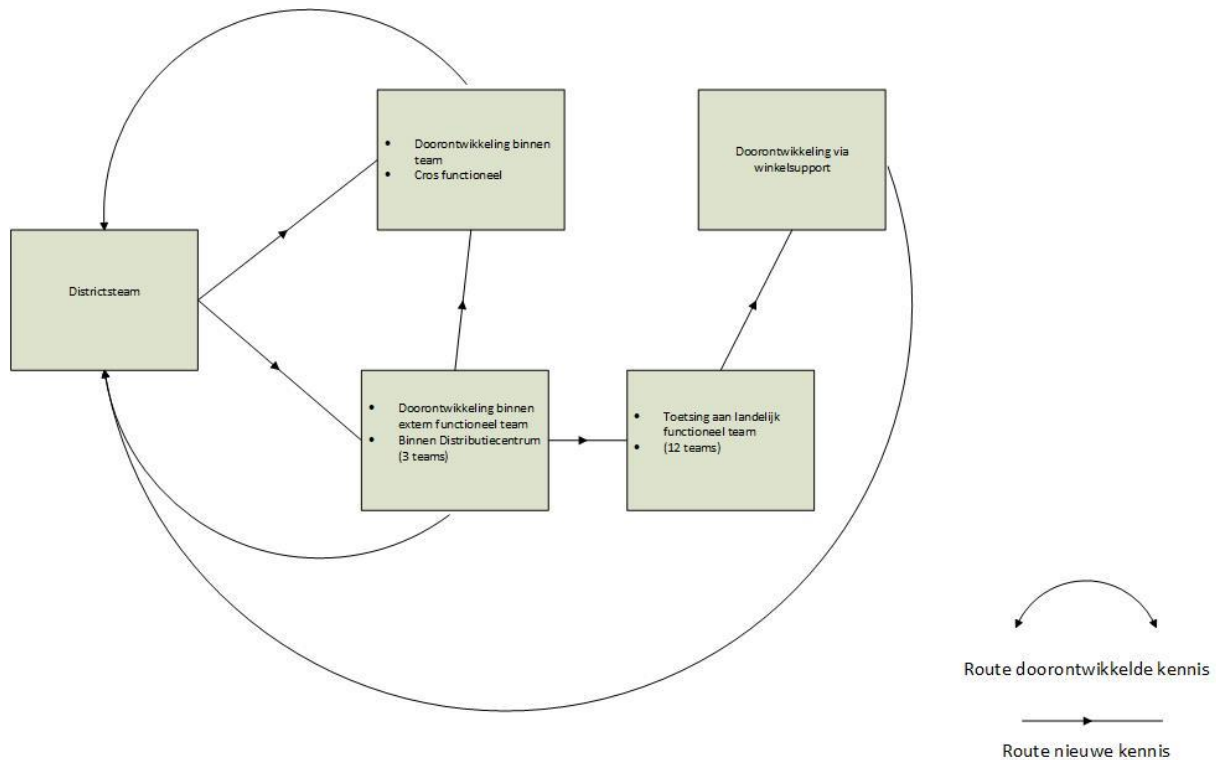 • Doorontwikkeling binnen
team
• Cros functioneel
Doorontwikkeling via
winkelsupport
Districtsteam
• Doorontwikkeling binnen
extern functioneel team
• Binnen Distributiecentrum
(3 teams)
• Toetsing aan landelijk
functioneel team
• (12 teams)
Route doorontwikkelde kennis
Route nieuwe kennis